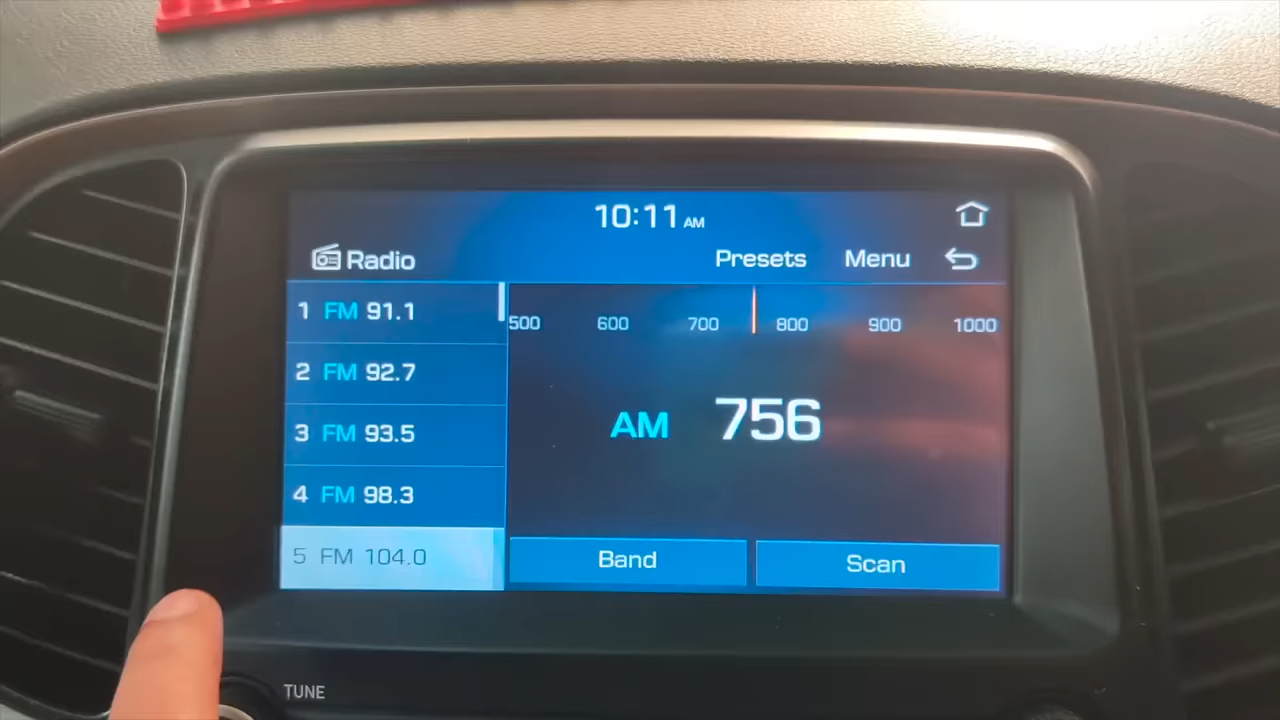 10:11 AM
Radio
Presets Menu
1 FM 91.1
2 FM 92.7
3 FM 93.5
4 FM 98.3
5 FM 104.0
500 600 700 800 900 1000
AM 756
Band Scan
TUNE